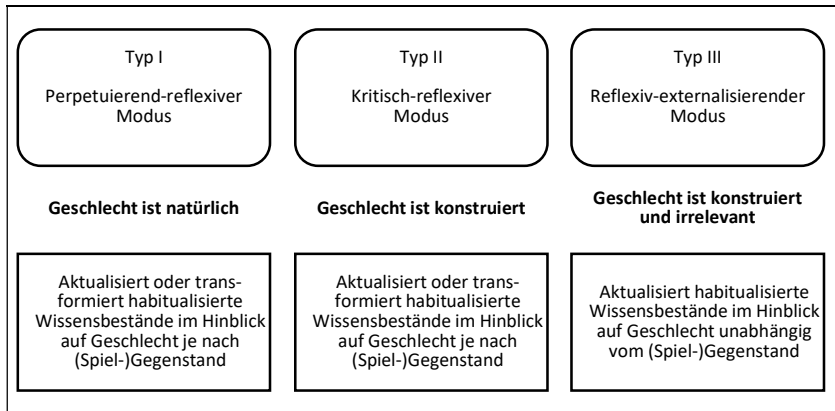 Typ I
Perpetuierend-reflexiver
Modus
Typ II
Kritisch-reflexiver
Modus
Typ III
Reflexiv-externalisierender
Modus
Geschlecht ist natürlich
Geschlecht ist konstruiert
Geschlecht ist konstruiert
und irrelevant
Aktualisiert oder trans-
formiert habitualisierte
Wissensbestände im Hinblick
auf Geschlecht je nach
(Spiel-)Gegenstand
Aktualisiert oder trans-
formiert habitualisierte
Wissensbestände im Hinblick
auf Geschlecht je nach
(Spiel-)Gegenstand
Aktualisiert habitualisierte
Wissensbestände im Hinblick
auf Geschlecht unabhängig
vom (Spiel-)Gegenstand